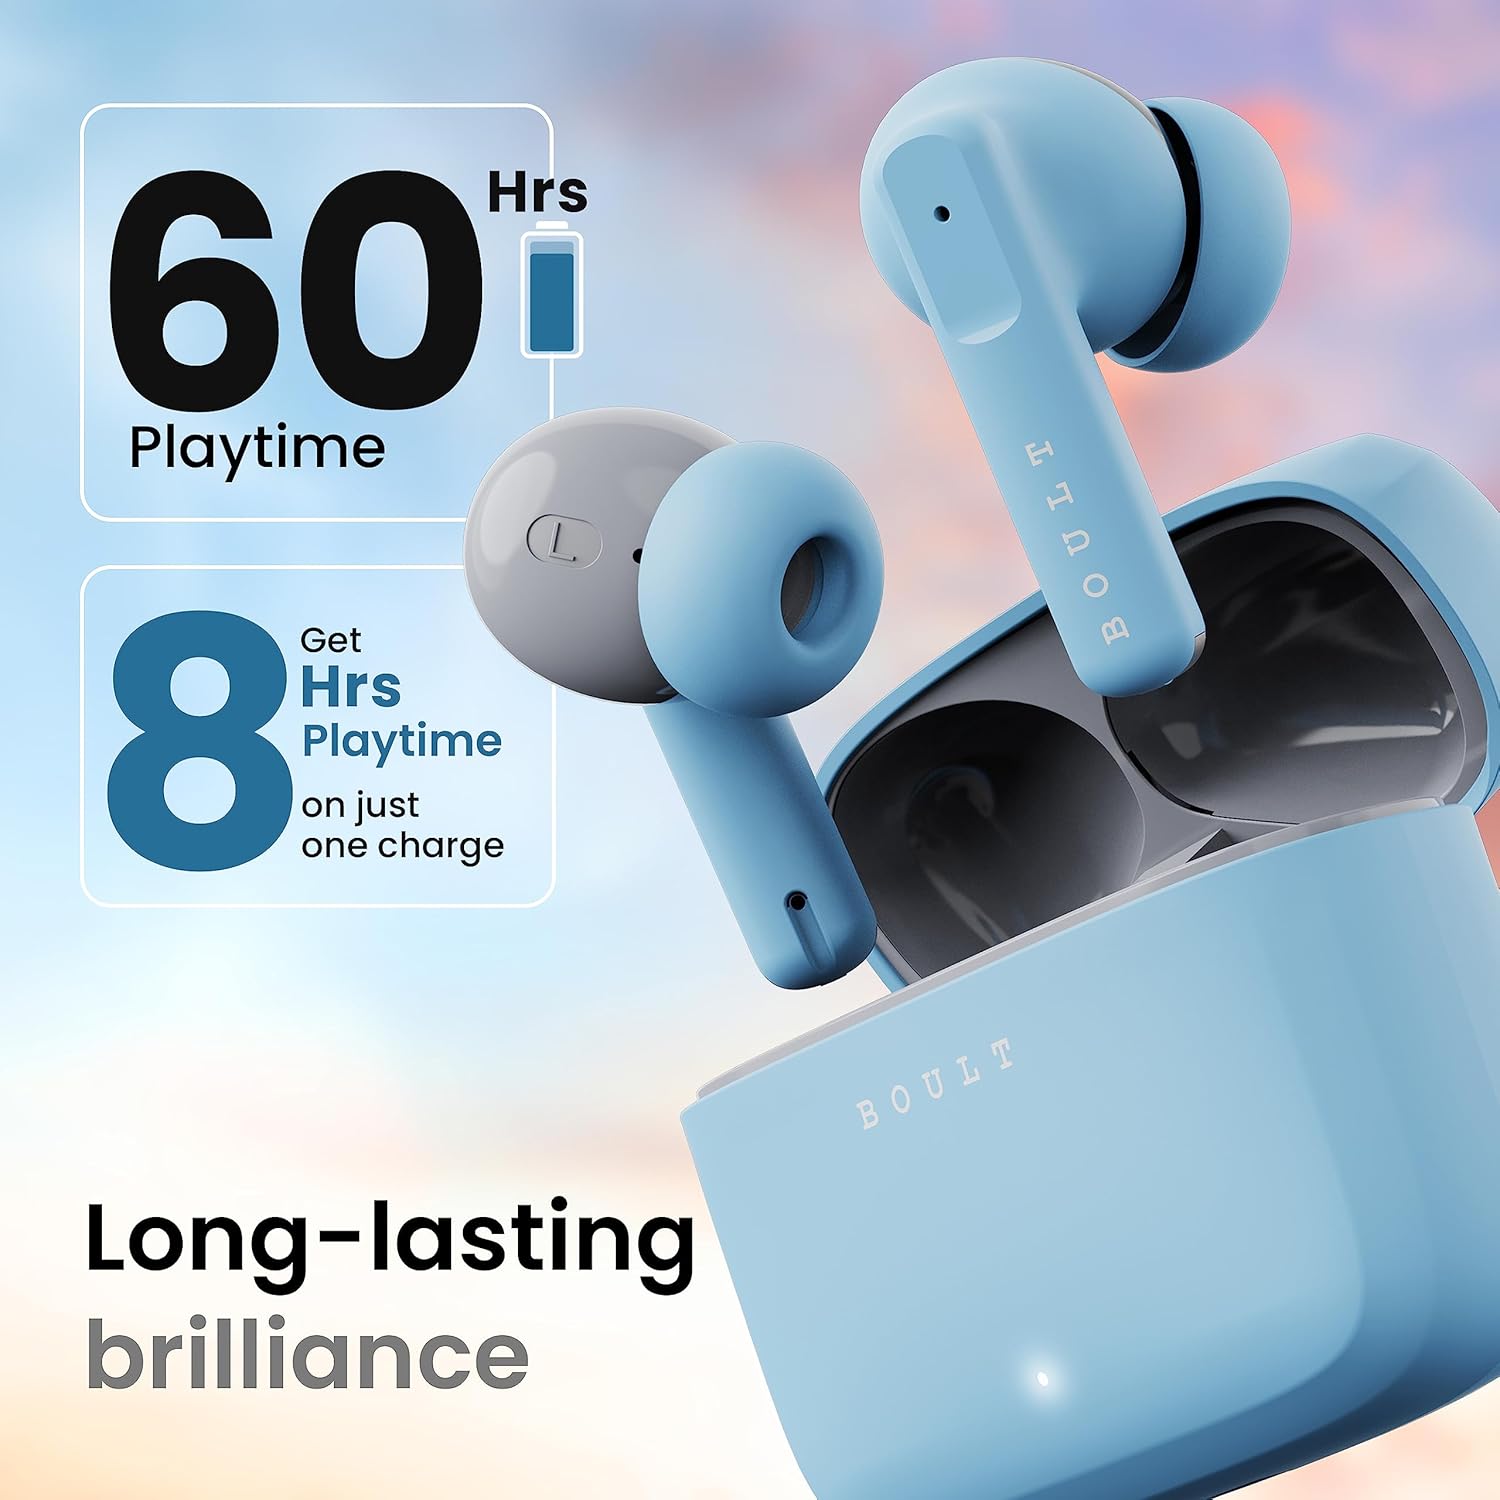 60 Hrs
Playtime
8
Get
Hrs
Playtime
on just
one charge
L
BOULT
BOULT
Long-lasting
brilliance